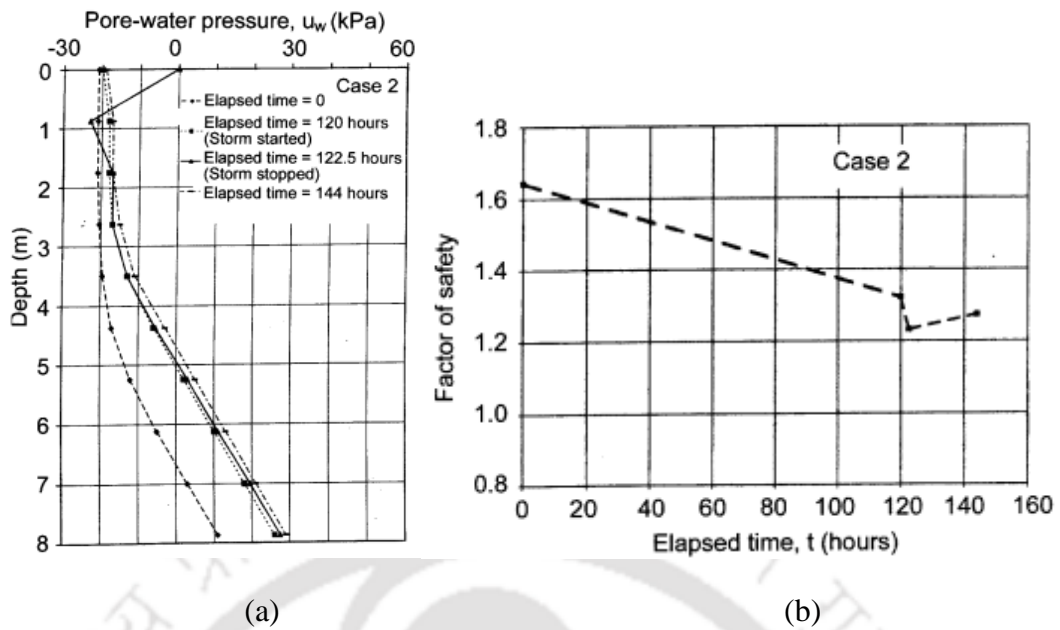 Pore-water pressure, uw (kPa)
-30 0 30 60
0
1
2
3
4
5
6
7
8
Depth (m)
Case 2
Elapsed time = 0
Elapsed time = 120 hours
(Storm started)
Elapsed time = 122.5 hours
(Storm stopped)
Elapsed time = 144 hours
(a)
1.8
1.6
1.4
1.2
1.0
0.8
Factor of safety
Case 2
0 20 40 60 80 100 120 140 160
Elapsed time, t (hours)
(b)